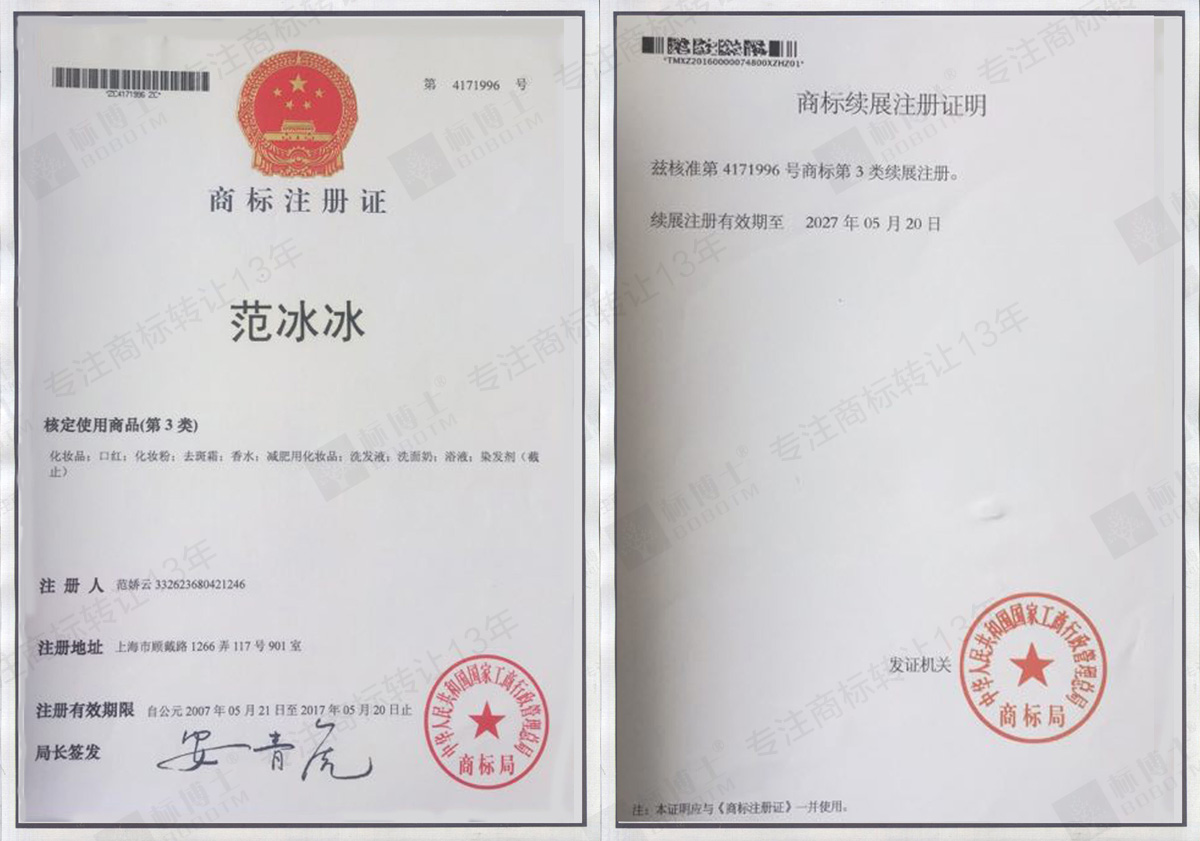 *ZC4171996 ZC*
第 4171996 号
商标注册证
范冰冰
核定使用商品(第 3 类)
化妆品；口红；化妆粉；去斑霜；香水；减肥用化妆品；洗发液；洗面奶；浴液；染发剂（截
止）
注册人 范娇云 332623680421246
注册地址 上海市顾戴路 1266 弄 117 号 901 室
注册有效期限 自公元 2007 年 05 月 21 日至 2017 年 05 月 20 日止
局长签发 安青虎
中华人民共和国国家工商行政管理总局
商标局
*TMXZ20160000074800XZHZ01*
商标续展注册证明
兹核准第 4171996 号商标第 3 类续展注册。
续展注册有效期至 2027 年 05 月 20 日
发证机关
中华人民共和国国家工商行政管理总局
商标局
注：本证明应与《商标注册证》一并使用。
专注商标转让13年
标博士®
BOBOTM